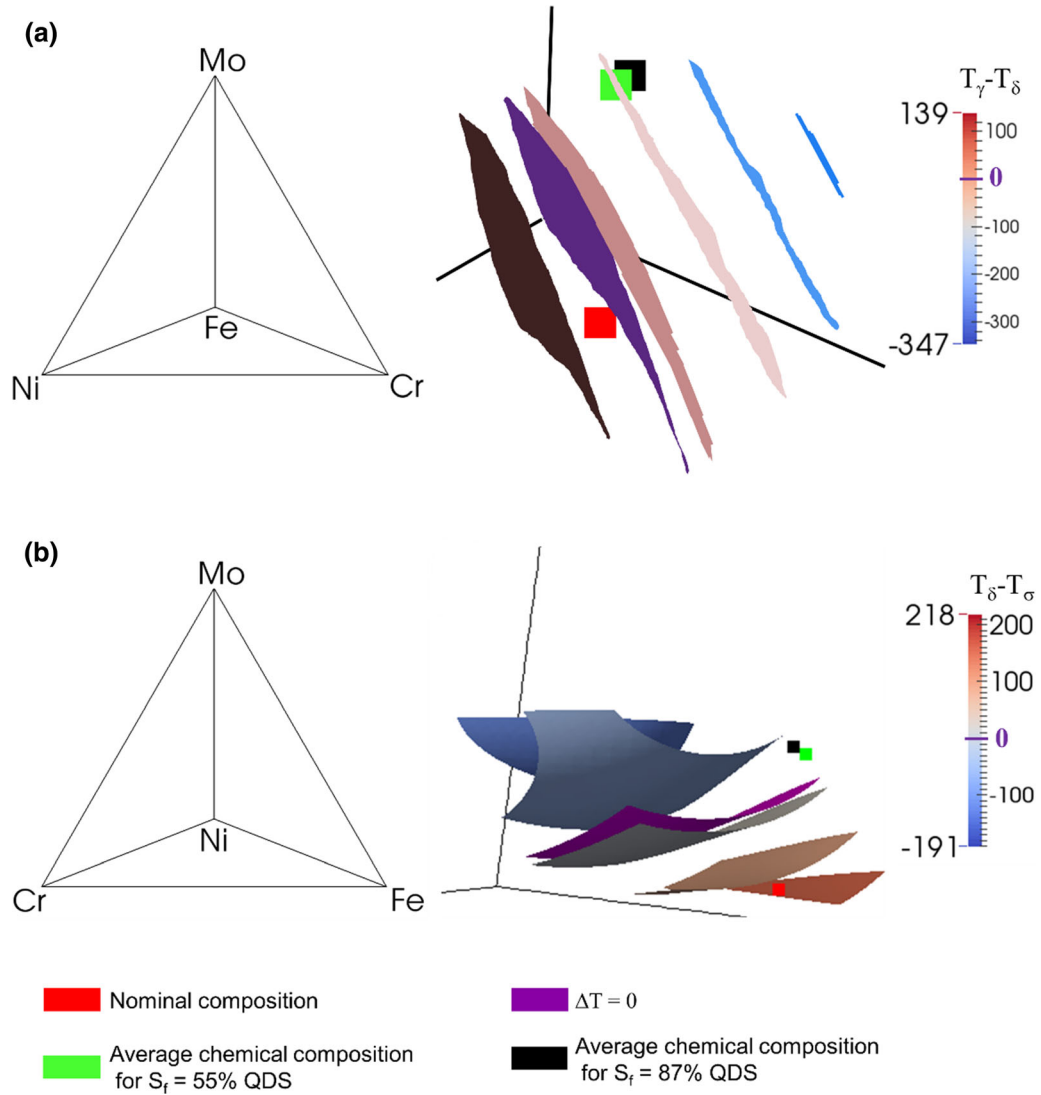 (a)
Mo
Fe
Ni
Cr
Tγ-Tδ
139
100
0
-100
-200
-300
-347
(b)
Mo
Ni
Cr
Fe
Tδ-Tσ
218
200
100
0
-100
-191
Nominal composition
ΔT = 0
Average chemical composition
for Sf = 55% QDS
Average chemical composition
for Sf = 87% QDS